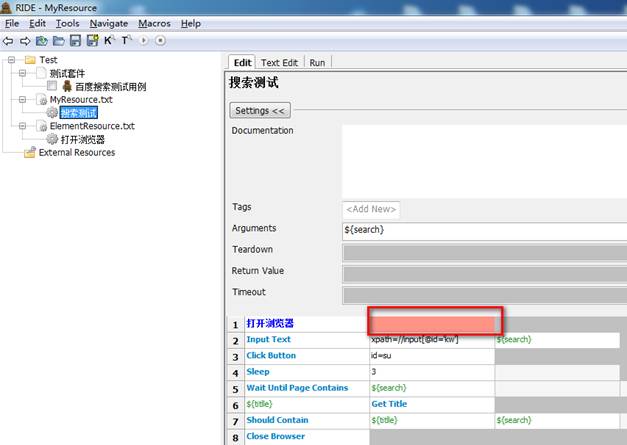 RIDE - MyResource
File Edit Tools Navigate Macros Help
K T
Test
测试套件
百度搜索测试用例
MyResource.txt
搜索测试
ElementResource.txt
打开浏览器
External Resources
Edit Text Edit Run
搜索测试
Settings <<
Documentation
Tags <Add New>
Arguments ${search}
Teardown
Return Value
Timeout
1 打开浏览器
2 Input Text xpath=//input[@id='kw'] ${search}
3 Click Button id=su
4 Sleep 3
5 Wait Until Page Contains ${search}
6 ${title} Get Title
7 Should Contain ${title} ${search}
8 Close Browser